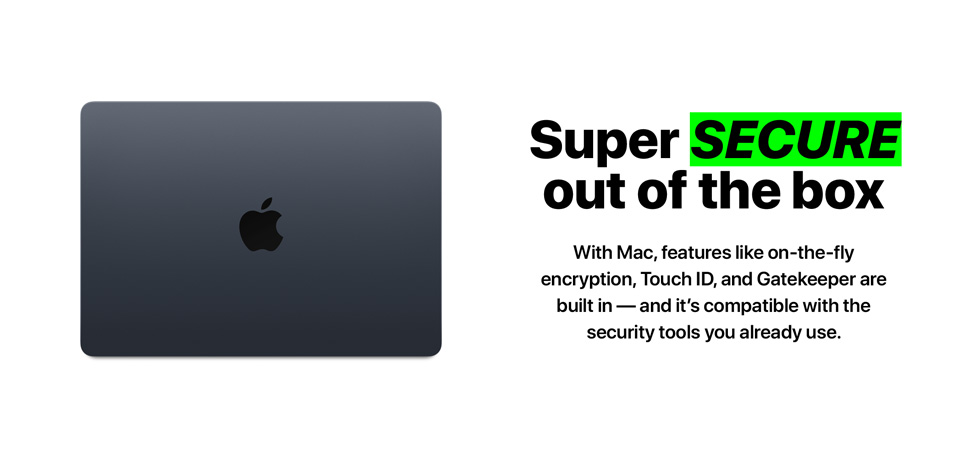 Super SECURE
out of the box
With Mac, features like on-the-fly
encryption, Touch ID, and Gatekeeper are
built in — and it’s compatible with the
security tools you already use.